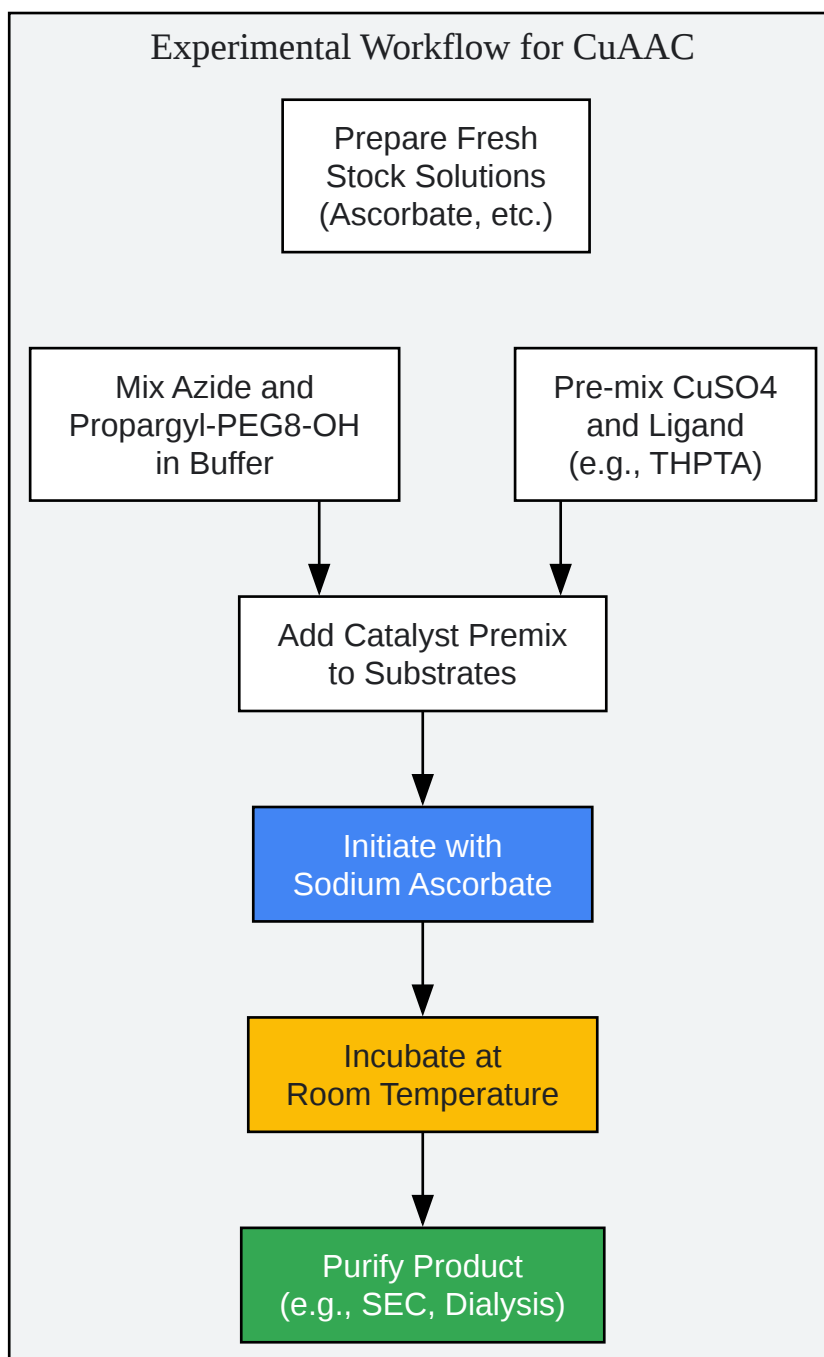 Experimental Workflow for CuAAC
Prepare Fresh
Stock Solutions
(Ascorbate, etc.)
Mix Azide and
Propargyl-PEG8-OH
in Buffer
Pre-mix CuSO4
and Ligand
(e.g., THPTA)
Add Catalyst Premix
to Substrates
Initiate with
Sodium Ascorbate
Incubate at
Room Temperature
Purify Product
(e.g., SEC, Dialysis)